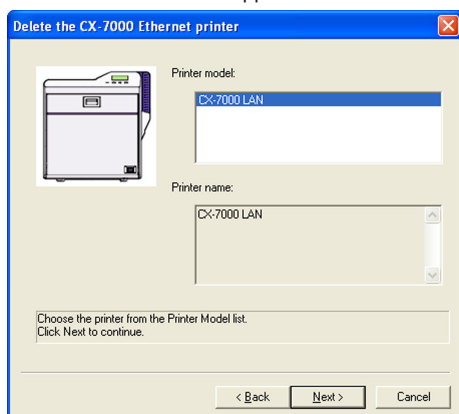 Delete the CX-7000 Ethernet printer
Printer model:
CX-7000 LAN
Printer name:
CX-7000 LAN
Choose the printer from the Printer Model list.
Click Next to continue.
< Back
Next >
Cancel